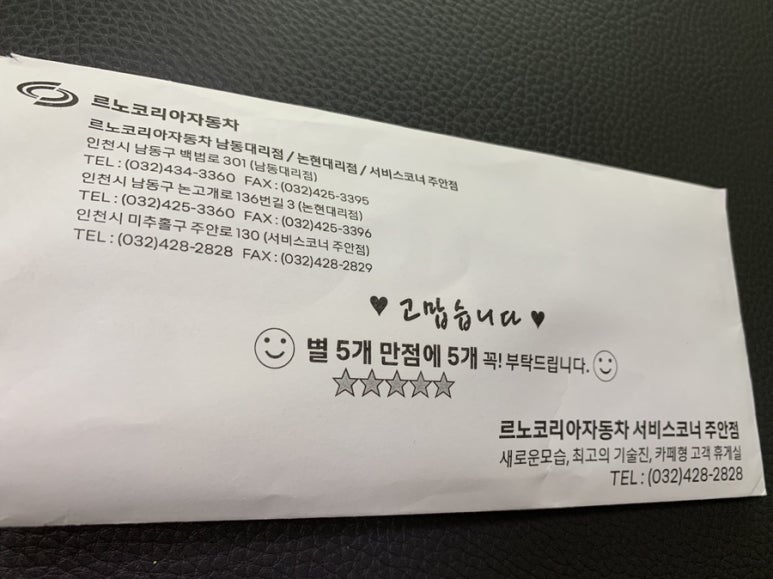 르노코리아자동차
르노코리아자동차 남동대리점 / 논현대리점 / 서비스코너 주안점
인천시 남동구 백범로 301 (남동대리점)
TEL : (032)434-3360 FAX : (032)425-3395
인천시 남동구 논고개로 136번길 3 (논현대리점)
TEL : (032)425-3360 FAX : (032)425-3396
인천시 미추홀구 주안로 130 (서비스코너 주안점)
TEL : (032)428-2828 FAX : (032)428-2829
♥ 고맙습니다 ♥
별 5개 만점에 5개 꼭! 부탁드립니다.
르노코리아자동차 서비스코너 주안점
새로운모습, 최고의 기술진, 카페형 고객 휴게실
TEL : (032)428-2828